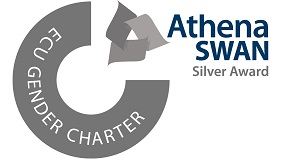 ECU GENDER CHARTER
Athena
SWAN
Silver Award